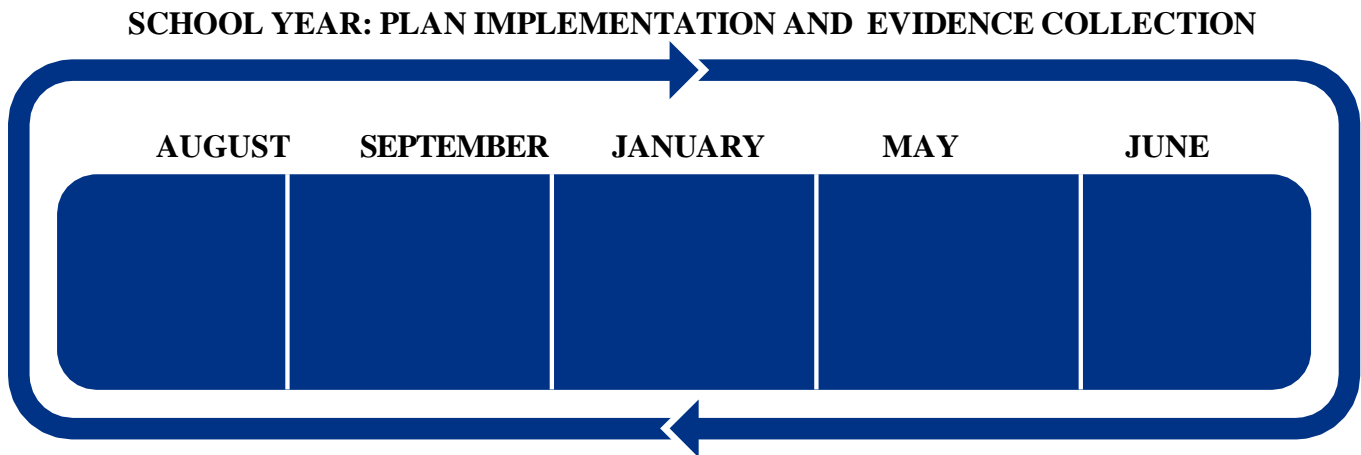 SCHOOL YEAR: PLAN IMPLEMENTATION AND EVIDENCE COLLECTION
AUGUST SEPTEMBER JANUARY MAY JUNE